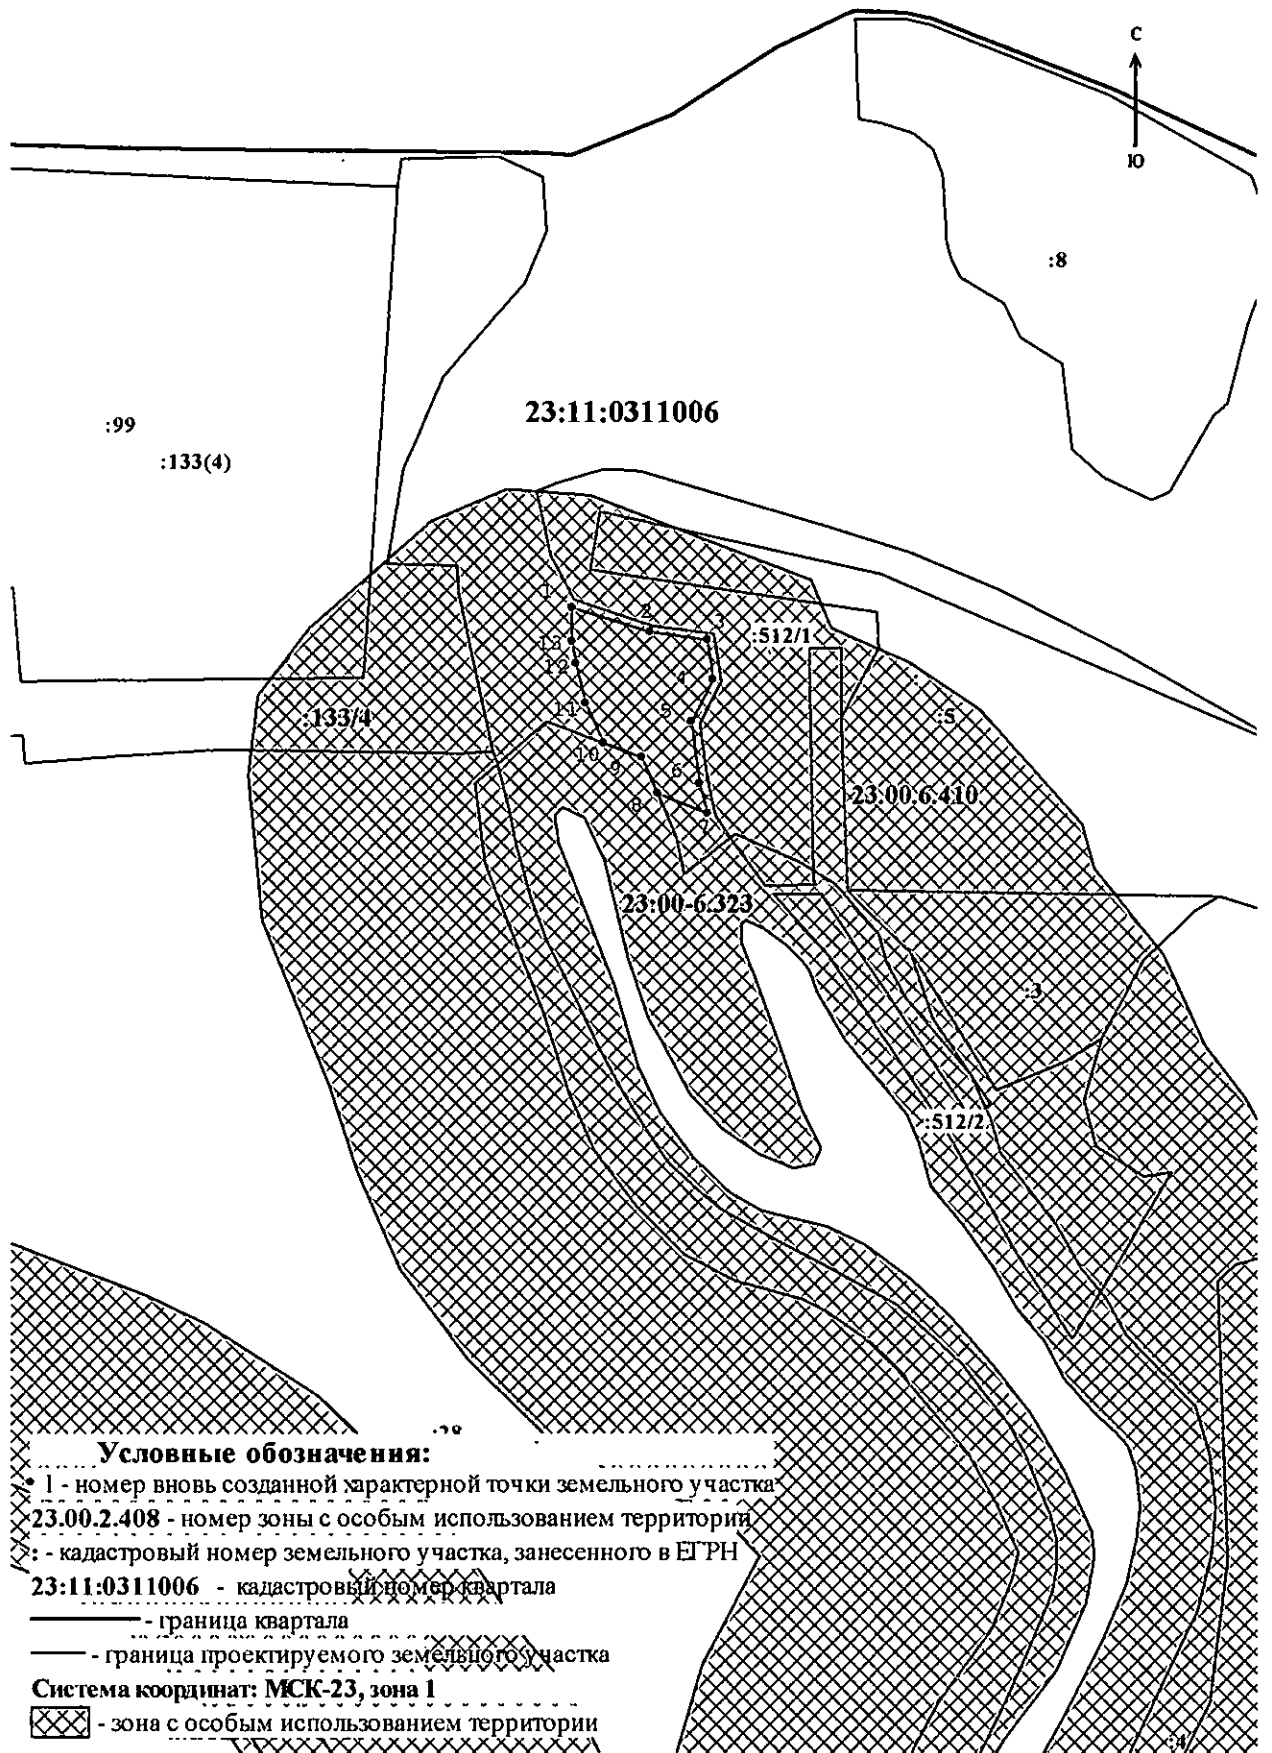 С
Ю
:8
23:11:0311006
:99
:133(4)
1
2
3
:512/1
13
12
4
11
5
:133/4
:5
10
9
6
23.00.6.410
8
7
23:00-6.323
:3
:512/2
:28
Условные обозначения:
• 1 - номер вновь созданной характерной точки земельного участка
23.00.2.408 - номер зоны с особым использованием территории
: - кадастровый номер земельного участка, занесенного в ЕГРН
23:11:0311006 - кадастровый номер квартала
- граница квартала
- граница проектируемого земельного участка
Система координат: МСК-23, зона 1
- зона с особым использованием территории
:4